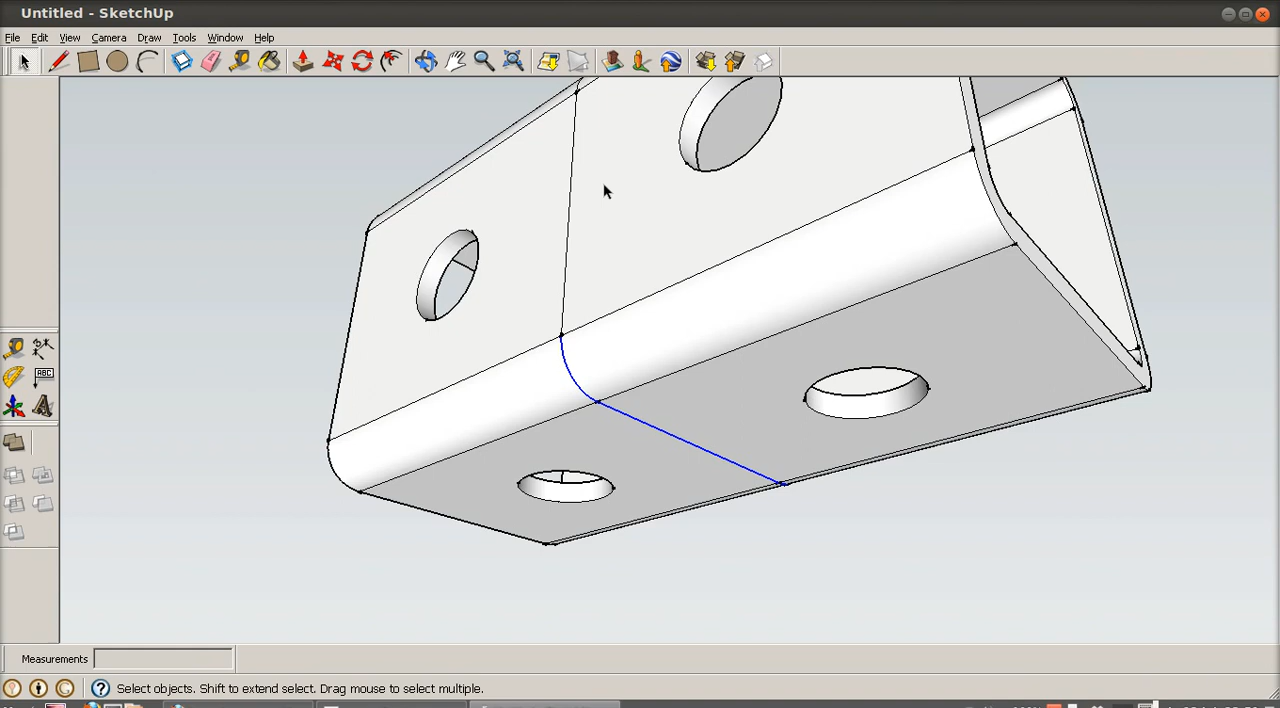 Untitled - SketchUp
File Edit View Camera Draw Tools Window Help
ABC
Measurements
Select objects. Shift to extend select. Drag mouse to select multiple.